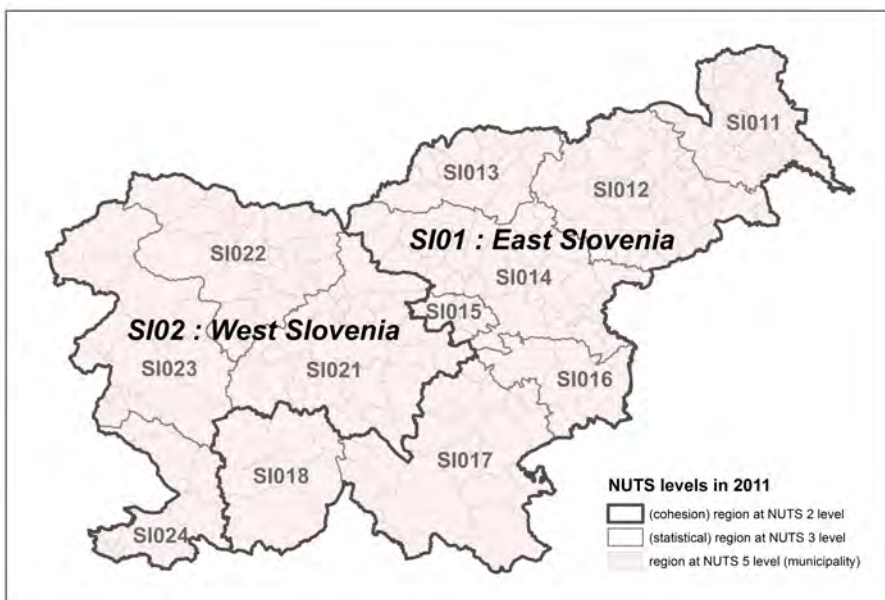 SI011
SI013
SI012
SI01 : East Slovenia
SI022
SI014
SI015
SI02 : West Slovenia
SI023
SI021
SI016
SI017
SI018
SI024
NUTS levels in 2011
(cohesion) region at NUTS 2 level
(statistical) region at NUTS 3 level
region at NUTS 5 level (municipality)